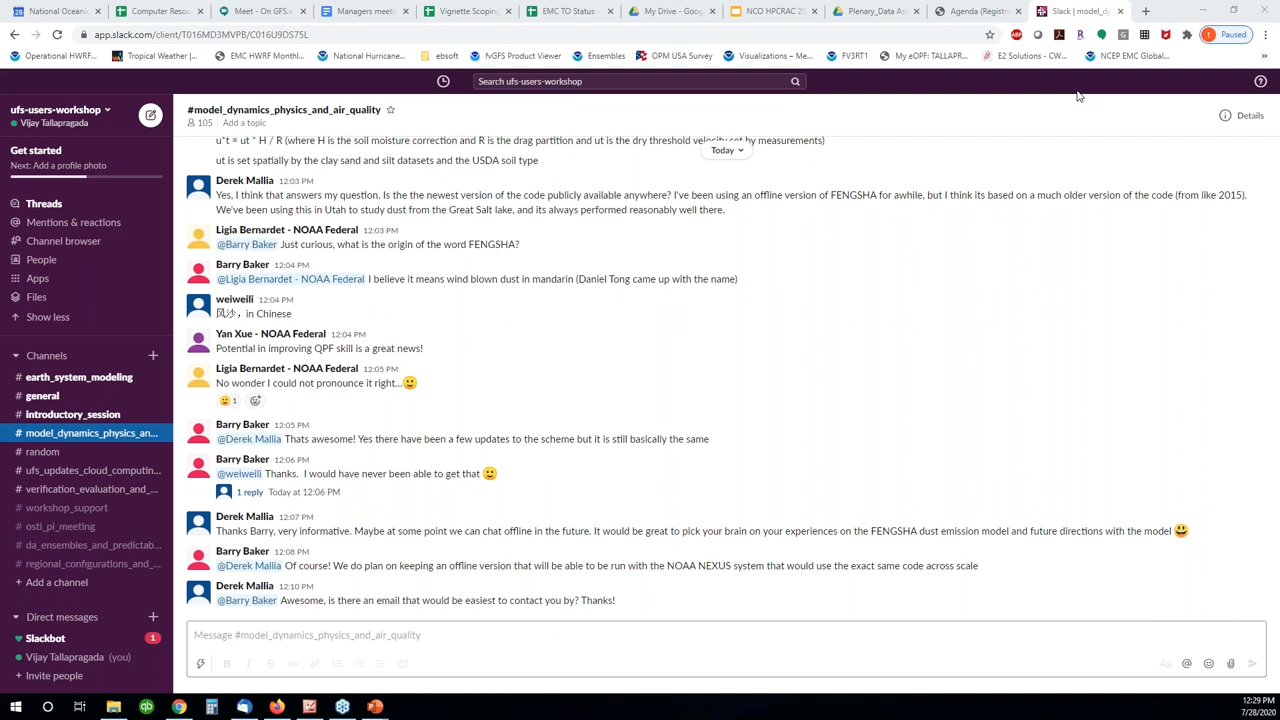 National Oceanic
Computer Resou
Meet - On GFS.v
Managers meeti
Vignette Scoping
EMC TO Status -
My Drive - Goog
NCO HPCRAC 20
Plenary_Data As
Agenda (Registra
Slack | model_dy
app.slack.com/client/T016MD3MVPB/C016U9DS75L
Paused
Operational HWRF...
Tropical Weather |...
EMC HWRF Monthl...
National Hurricane...
ebsoft
fvGFS Product Viewer
Ensembles
OPM USA Survey
Visualizations – Me...
FV3RT1
My eOPF: TALLAPR...
E2 Solutions - CW...
NCEP EMC Global...
Search ufs-users-workshop
ufs-users-workshop
Vijay Tallapragada
Get started
Next: Add a profile photo
Threads
Mentions & reactions
Channel browser
People
Apps
Files
Show less
Channels
# earth_system_modeling
# general
# introductory_session
# model_dynamics_physics_an...
# random
# ufs_updates_cloud_computin...
# verification_evaluation_and_...
# workshop_support
# osti_pi_meeting
# da_ensembles_and_predictab...
# regional_configurations_and_...
+ Add a channel
Direct messages
Slackbot 1
Vijay Tallapragada (you)
+ Invite people
#model_dynamics_physics_and_air_quality
105 Add a topic
Details
u*t = ut * H / R (where H is the soil moisture correction and R is the drag partition and ut is the dry threshold velocity set by measurements)
Today
ut is set spatially by the clay sand and silt datasets and the USDA soil type
Derek Mallia 12:03 PM
Yes, I think that answers my question. Is the the newest version of the code publicly available anywhere? I've been using an offline version of FENGSHA for awhile, but I think its based on a much older version of the code (from like 2015).
We've been using this in Utah to study dust from the Great Salt lake, and its always performed reasonably well there.
Ligia Bernardet - NOAA Federal 12:03 PM
@Barry Baker Just curious, what is the origin of the word FENGSHA?
Barry Baker 12:04 PM
@Ligia Bernardet - NOAA Federal I believe it means wind blown dust in mandarin (Daniel Tong came up with the name)
weiweili 12:04 PM
风沙，in Chinese
Yan Xue - NOAA Federal 12:04 PM
Potential in improving QPF skill is a great news!
Ligia Bernardet - NOAA Federal 12:05 PM
No wonder I could not pronounce it right...🙂
1
Barry Baker 12:05 PM
@Derek Mallia Thats awesome! Yes there have been a few updates to the scheme but it is still basically the same
Barry Baker 12:06 PM
@weiweili Thanks. I would have never been able to get that 🙂
1 reply Today at 12:06 PM
Derek Mallia 12:07 PM
Thanks Barry, very informative. Maybe at some point we can chat offline in the future. It would be great to pick your brain on your experiences on the FENGSHA dust emission model and future directions with the model 😃
Barry Baker 12:08 PM
@Derek Mallia Of course! We do plan on keeping an offline version that will be able to be run with the NOAA NEXUS system that would use the exact same code across scale
Derek Mallia 12:10 PM
@Barry Baker Awesome, is there an email that would be easiest to contact you by? Thanks!
Message #model_dynamics_physics_and_air_quality
12:29 PM
7/28/2020